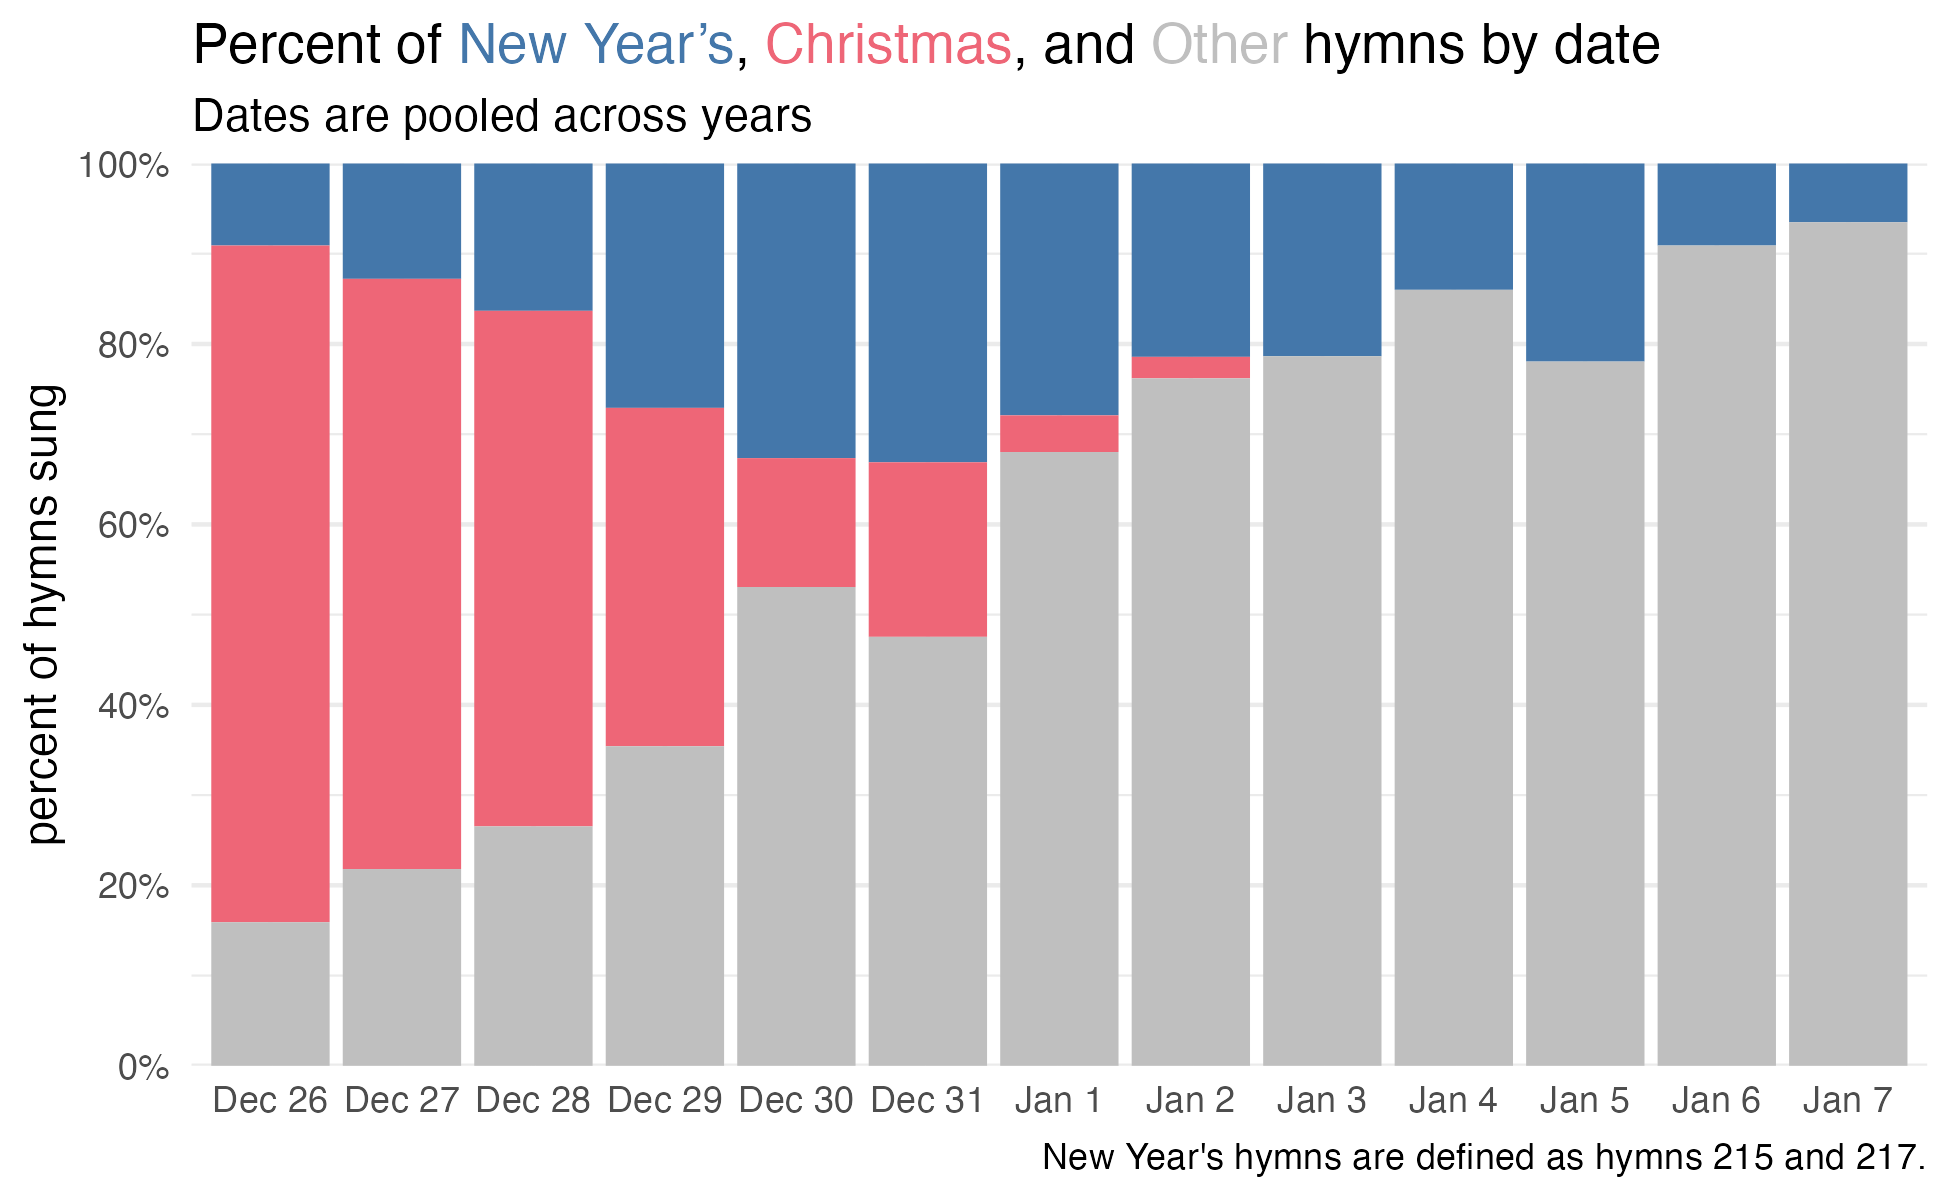 Percent of New Year’s, Christmas, and Other hymns by date
Dates are pooled across years
percent of hymns sung
100%
80%
60%
40%
20%
0%
Dec 26 Dec 27 Dec 28 Dec 29 Dec 30 Dec 31 Jan 1 Jan 2 Jan 3 Jan 4 Jan 5 Jan 6 Jan 7
New Year's hymns are defined as hymns 215 and 217.